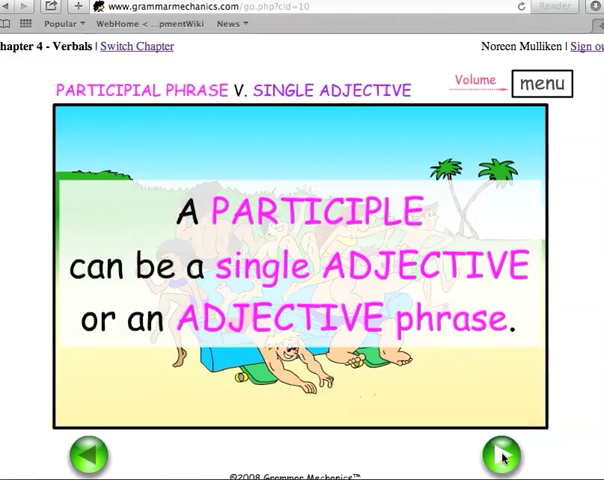 www.grammarmechanics.com/go.php?cid=10
Reader
Popular WebHome < ...pmentWiki News
hapter 4 - Verbals | Switch Chapter
Noreen Mulliken | Sign ou
PARTICIPIAL PHRASE V. SINGLE ADJECTIVE
Volume
menu
A PARTICIPLE
can be a single ADJECTIVE
or an ADJECTIVE phrase.
©2008 Grammar Mechanics™